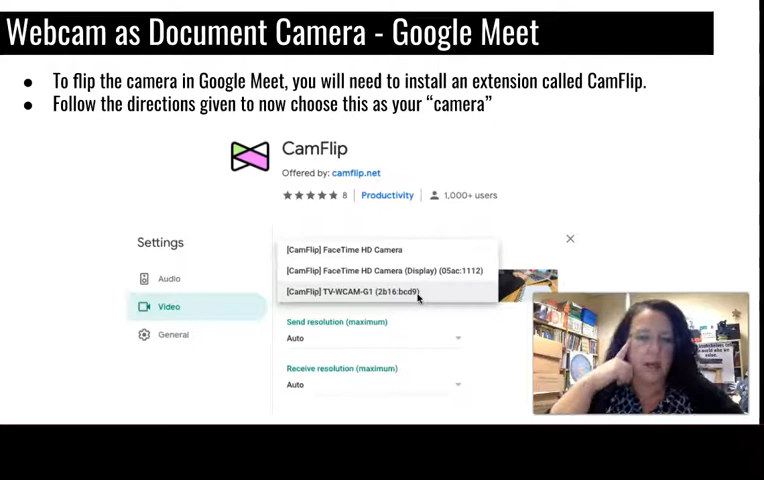 Webcam as Document Camera - Google Meet
● To flip the camera in Google Meet, you will need to install an extension called CamFlip.
● Follow the directions given to now choose this as your “camera”
CamFlip
Offered by: camflip.net
★★★★★ 8 | Productivity | 1,000+ users
Settings
[CamFlip] FaceTime HD Camera
[CamFlip] FaceTime HD Camera (Display) (05ac:1112)
[CamFlip] TV-WCAM-G1 (2b16:bcd9)
Audio
Video
General
Send resolution (maximum)
Auto
Receive resolution (maximum)
Auto